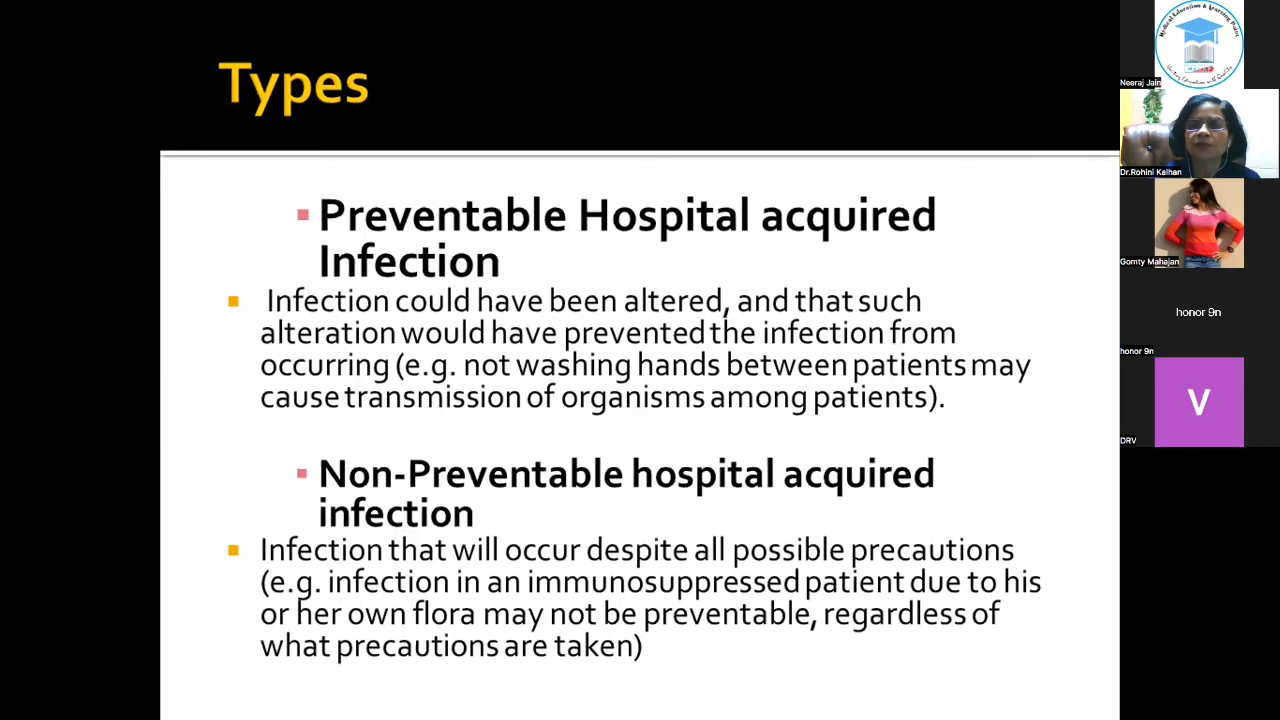 Types
Preventable Hospital acquired
Infection
Infection could have been altered, and that such
alteration would have prevented the infection from
occurring (e.g. not washing hands between patients may
cause transmission of organisms among patients).
Non-Preventable hospital acquired
infection
Infection that will occur despite all possible precautions
(e.g. infection in an immunosuppressed patient due to his
or her own flora may not be preventable, regardless of
what precautions are taken)
Medical Education & Learning Point
Neeraj Jain
Dr.Rohini Kalhan
Gomty Mahajan
honor 9n
honor 9n
V
DRV